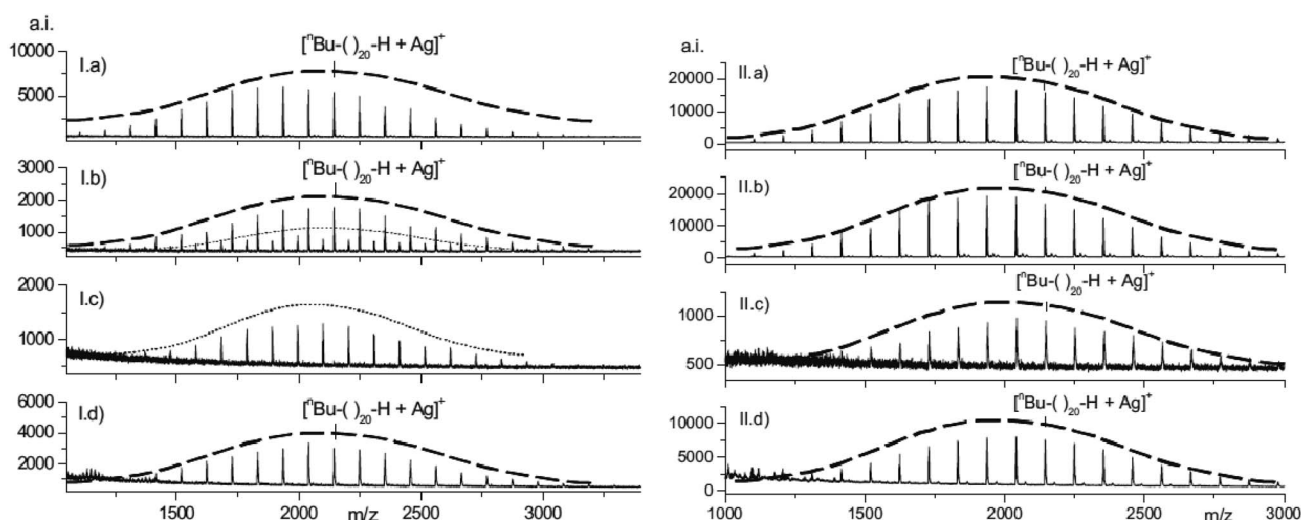 a.i.
10000
5000
I.a)
[ⁿBu-( )₂₀-H + Ag]⁺
3000
2000
1000
I.b
[ⁿBu-( )₂₀-H + Ag]⁺
2000
1000
0
I.c)
6000
4000
2000
I.d
[ⁿBu-( )₂₀-H + Ag]⁺
1500 2000 m/z 2500 3000
a.i.
20000
10000
0
II.a)
[ⁿBu-( )₂₀-H + Ag]⁺
20000
10000
0
II.b
[ⁿBu-( )₂₀-H + Ag]⁺
1000
500
II.c
[ⁿBu-( )₂₀-H + Ag]⁺
10000
5000
0
II.d
[ⁿBu-( )₂₀-H + Ag]⁺
1000 1500 2000 m/z 2500 3000